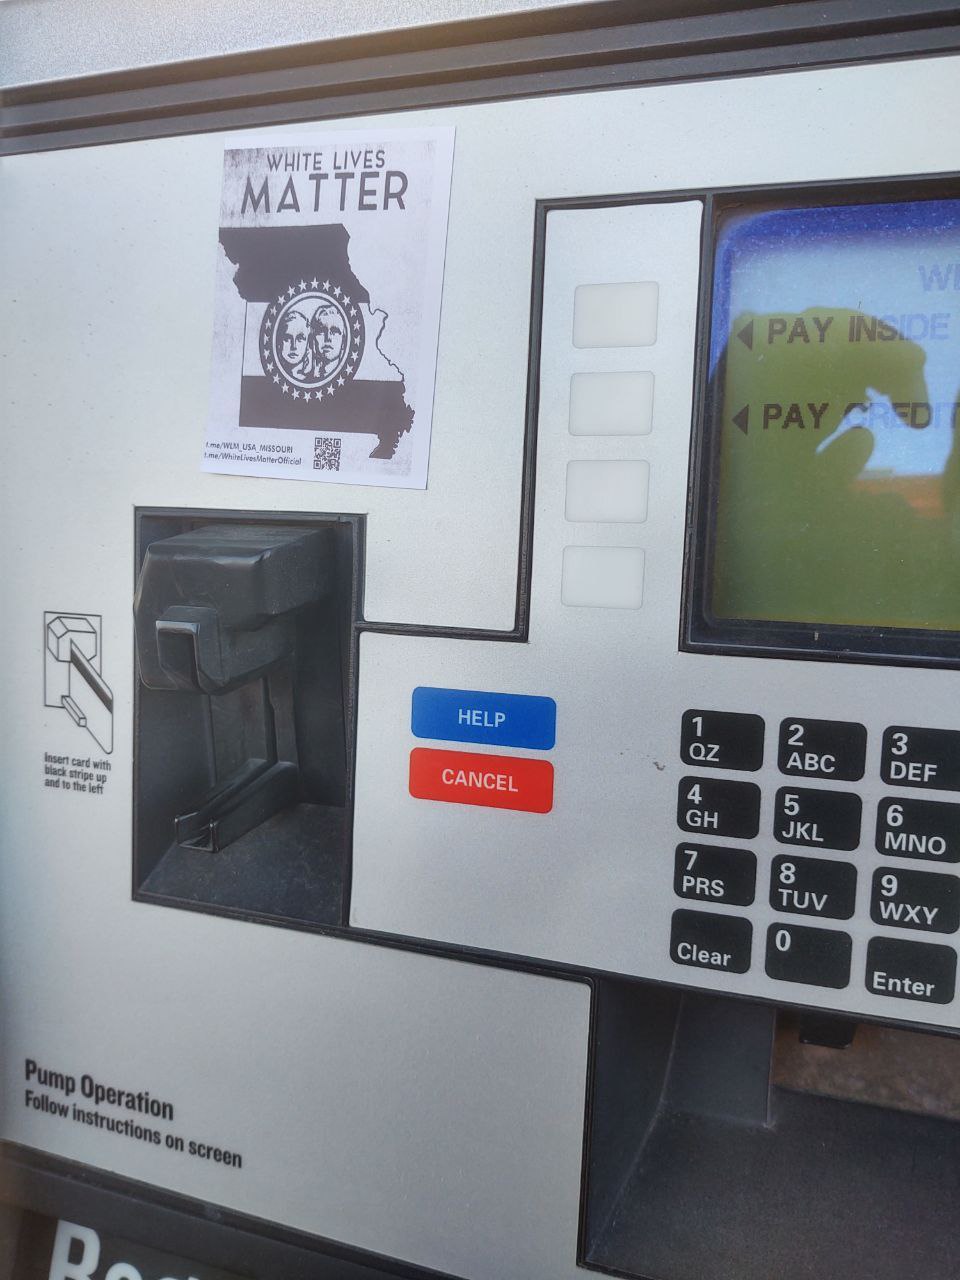 WHITE LIVES
MATTER
t.me/WLM_USA_MISSOURI
t.me/WhiteLivesMatterOfficial
PAY INSIDE
PAY CREDIT
Insert card with
black stripe up
and to the left
HELP
CANCEL
1
QZ
2
ABC
3
DEF
4
GH
5
JKL
6
MNO
7
PRS
8
TUV
9
WXY
Clear
0
Enter
Pump Operation
Follow instructions on screen